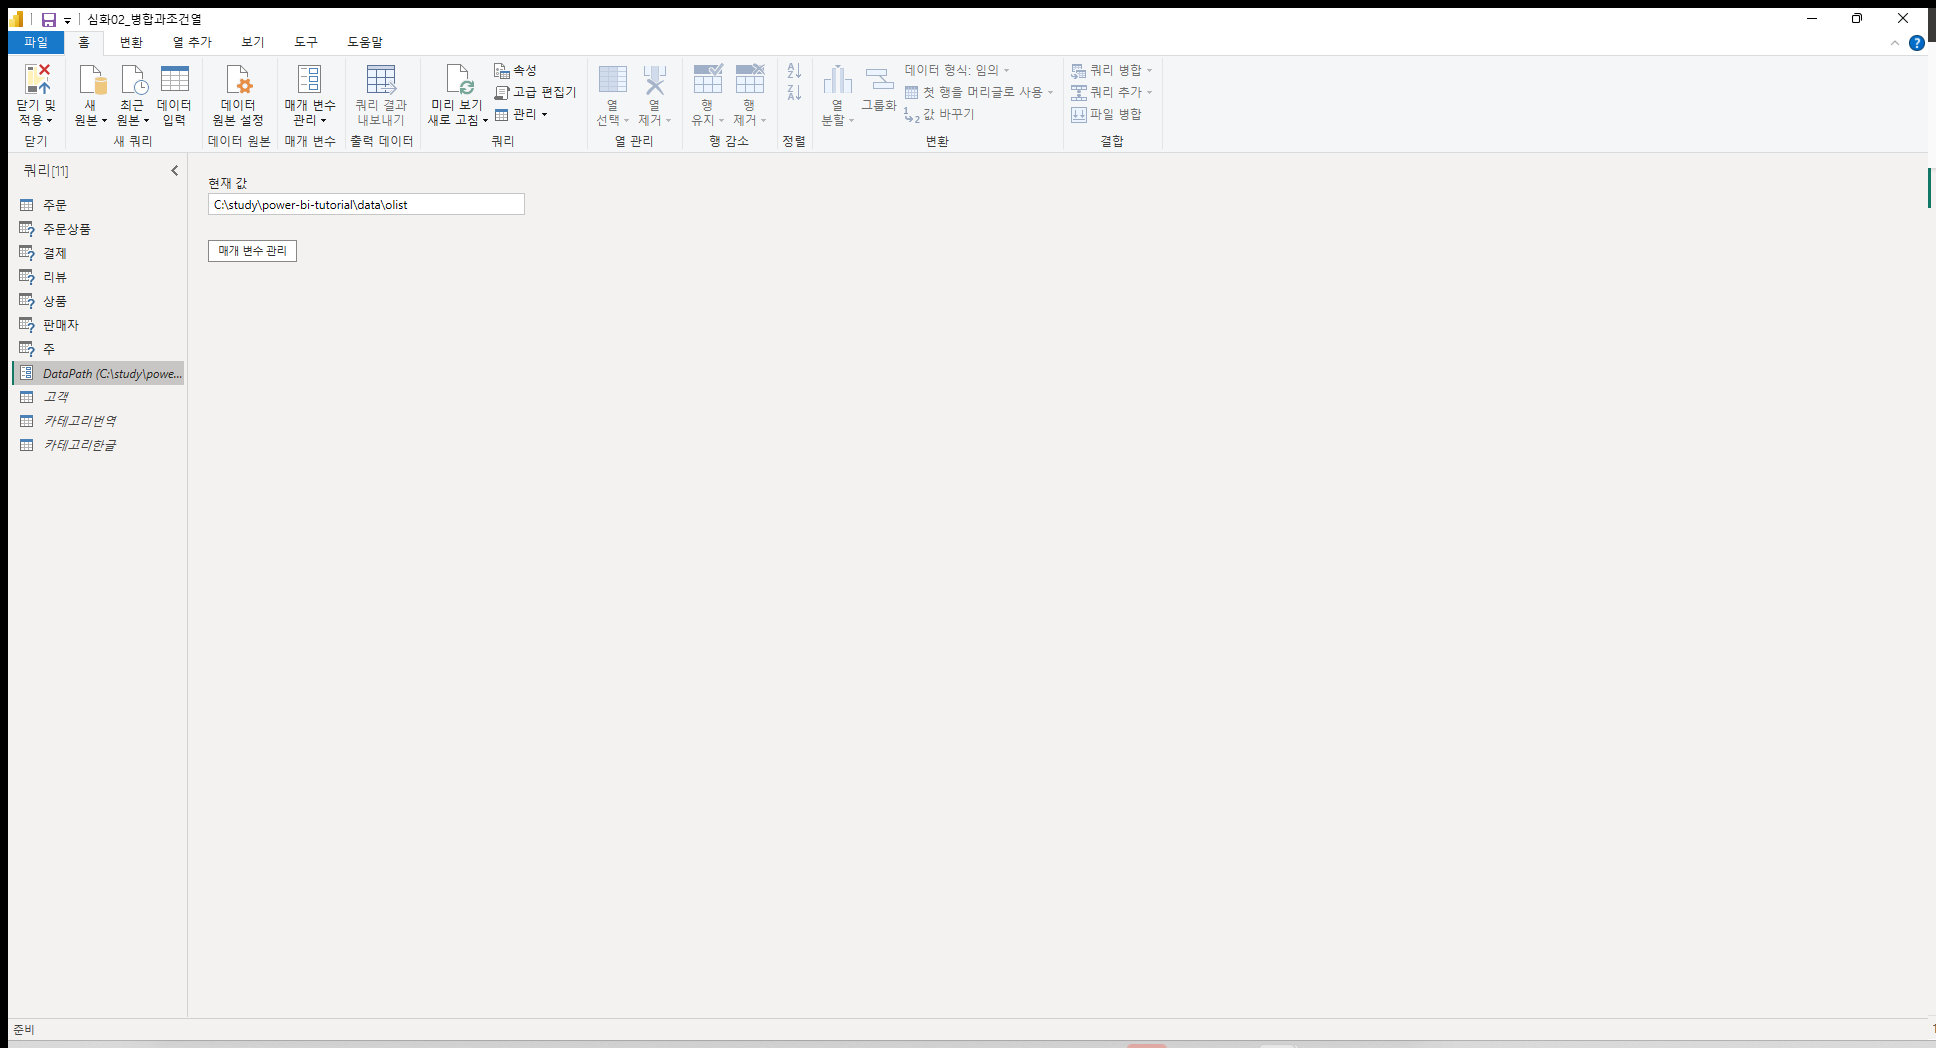 심화02_병합과조건열
파일 홈 변환 열 추가 보기 도구 도움말
닫기 및 적용
새 원본
최근 원본
데이터 입력
데이터 원본 설정
매개 변수 관리
쿼리 결과 내보내기
미리 보기 새로 고침
속성
고급 편집기
관리
열 선택
열 제거
행 유지
행 제거
열 분할
그룹화
데이터 형식: 임의
첫 행을 머리글로 사용
값 바꾸기
쿼리 병합
쿼리 추가
파일 병합
닫기 새 쿼리 데이터 원본 매개 변수 출력 데이터 쿼리 열 관리 행 감소 정렬 변환 결합
쿼리[11]
주문
주문상품
결제
리뷰
상품
판매자
주
DataPath (C:\study\powe...
고객
카테고리번역
카테고리한글
현재 값
C:\study\power-bi-tutorial\data\olist
매개 변수 관리
준비